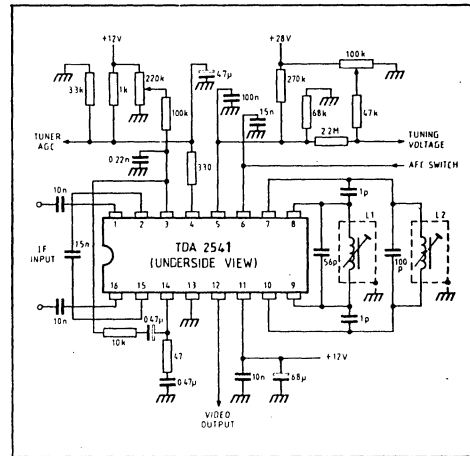 +12V
+28V
33k
1k
220k
47µ
100n
270k
100k
100k
15n
68k
47k
2.2M
TUNER
AGC
0.22n
330
TUNING
VOLTAGE
AFC SWITCH
10n
1 2 3 4 5 6 7 8
1p
L1
L2
IF
INPUT
15n
TDA 2541
(UNDERSIDE VIEW)
56p
100
p
16 15 14 13 12 11 10 9
10n
10k
0.47µ
1p
47
0.47µ
+12V
10n
68µ
VIDEO
OUTPUT